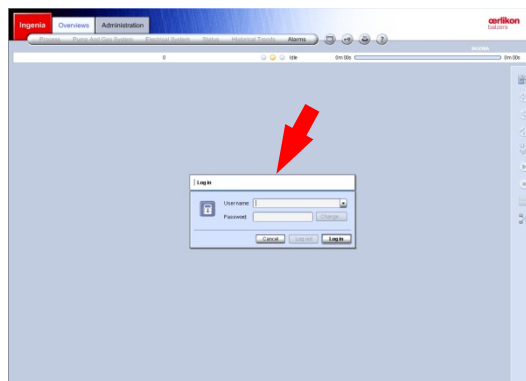 Ingenia Overviews Administration
œrlikon
balzers
Process Pump And Gas System Electrical System Status Historical Trends Alarms ?
0 Idle 0m 00s 0m 00s
Log in
Username
Password Change...
Cancel Log out Log in